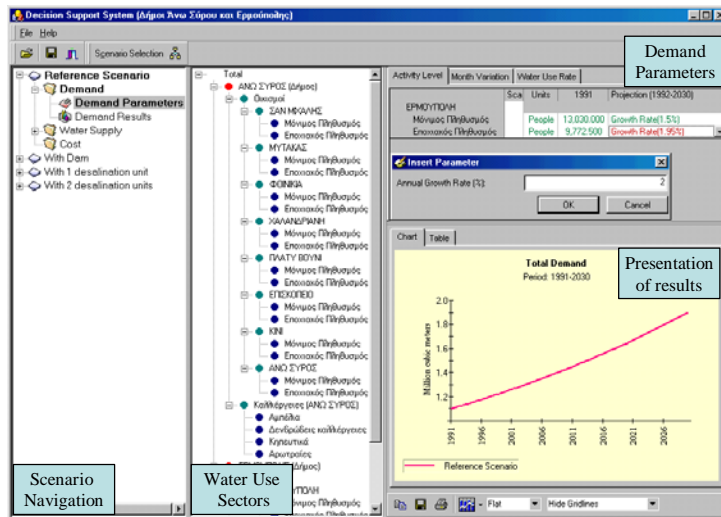 Decision Support System (Δήμοι Άνω Σύρου και Ερμούπολης)
File Help
Scenario Selection
Reference Scenario
Demand
Demand Parameters
Demand Results
Water Supply
Cost
With Dam
With 1 desalination unit
With 2 desalination units
Scenario
Navigation
Total
ΑΝΩ ΣΥΡΟΣ (Δήμος)
Οικισμοί
ΣΑΝ ΜΧΑΛΗΣ
Μόνιμος Πληθυσμός
Εποχιακός Πληθυσμός
ΜΥΤΑΚΑΣ
Μόνιμος Πληθυσμός
Εποχιακός Πληθυσμός
ΦΟΙΝΙΚΙΑ
Μόνιμος Πληθυσμός
Εποχιακός Πληθυσμός
ΧΑΛΑΝΔΡΙΑΝΗ
Μόνιμος Πληθυσμός
Εποχιακός Πληθυσμός
ΠΛΑΤΥ ΒΟΥΝΙ
Μόνιμος Πληθυσμός
Εποχιακός Πληθυσμός
ΕΠΙΣΚΟΠΕΙΟ
Μόνιμος Πληθυσμός
Εποχιακός Πληθυσμός
ΚΙΝΙ
Μόνιμος Πληθυσμός
Εποχιακός Πληθυσμός
ΑΝΩ ΣΥΡΟΣ
Μόνιμος Πληθυσμός
Εποχιακός Πληθυσμός
Καλλιέργειες (ΑΝΩ ΣΥΡΟΣ)
Αμπέλια
Δενδρώδεις καλλιέργειες
Κηπευτικά
Αρωτραίες
Μόνιμος Πληθυσμός
Εποχιακός Πληθυσμός
Water Use
Sectors
Activity Level Month Variation Water Use Rate
Demand
Parameters
Sca Units 1991 Projection (1992-2030)
ΕΡΜΟΥΠΟΛΗ
Μόνιμος Πληθυσμός People 13,030.000 Growth Rate(1.5%)
Εποχιακός Πληθυσμός People 9,772.500 Growth Rate(1.95%)
Insert Parameter
Annual Growth Rate (%): 2
OK Cancel
Chart Table
Total Demand
Period: 1991-2030
Presentation
of results
Million cubic meters
2.0
1.8
1.6
1.4
1.2
1991 1996 2001 2006 2011 2016 2021 2026
Reference Scenario
Flat Hide Gridlines